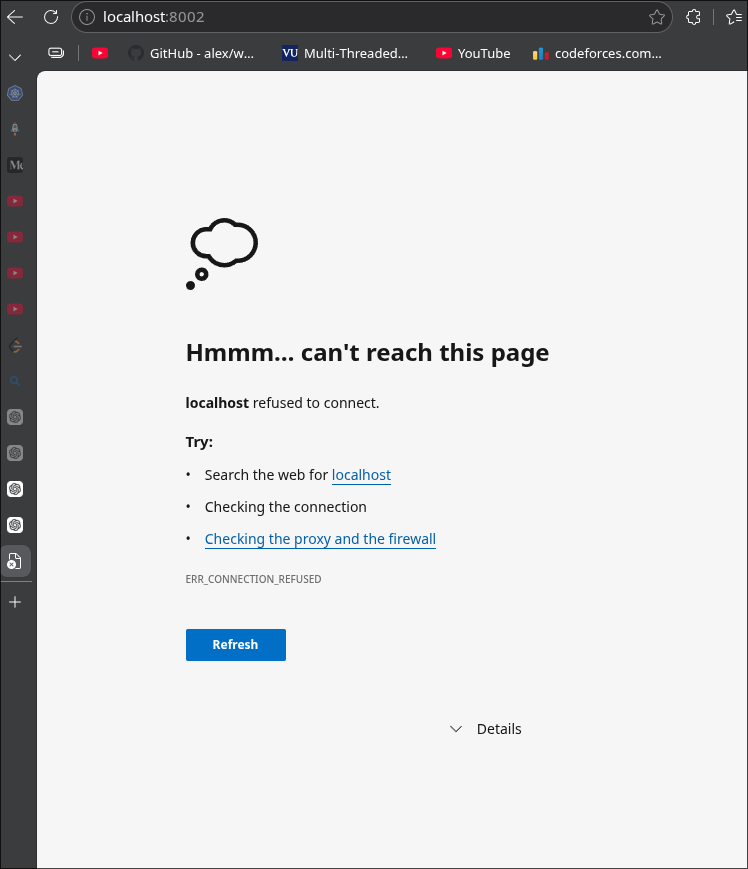 localhost:8002
GitHub - alex/w...
VU Multi-Threaded...
YouTube
codeforces.com...
Hmmm... can't reach this page
localhost refused to connect.
Try:
• Search the web for localhost
• Checking the connection
• Checking the proxy and the firewall
ERR_CONNECTION_REFUSED
Refresh
Details